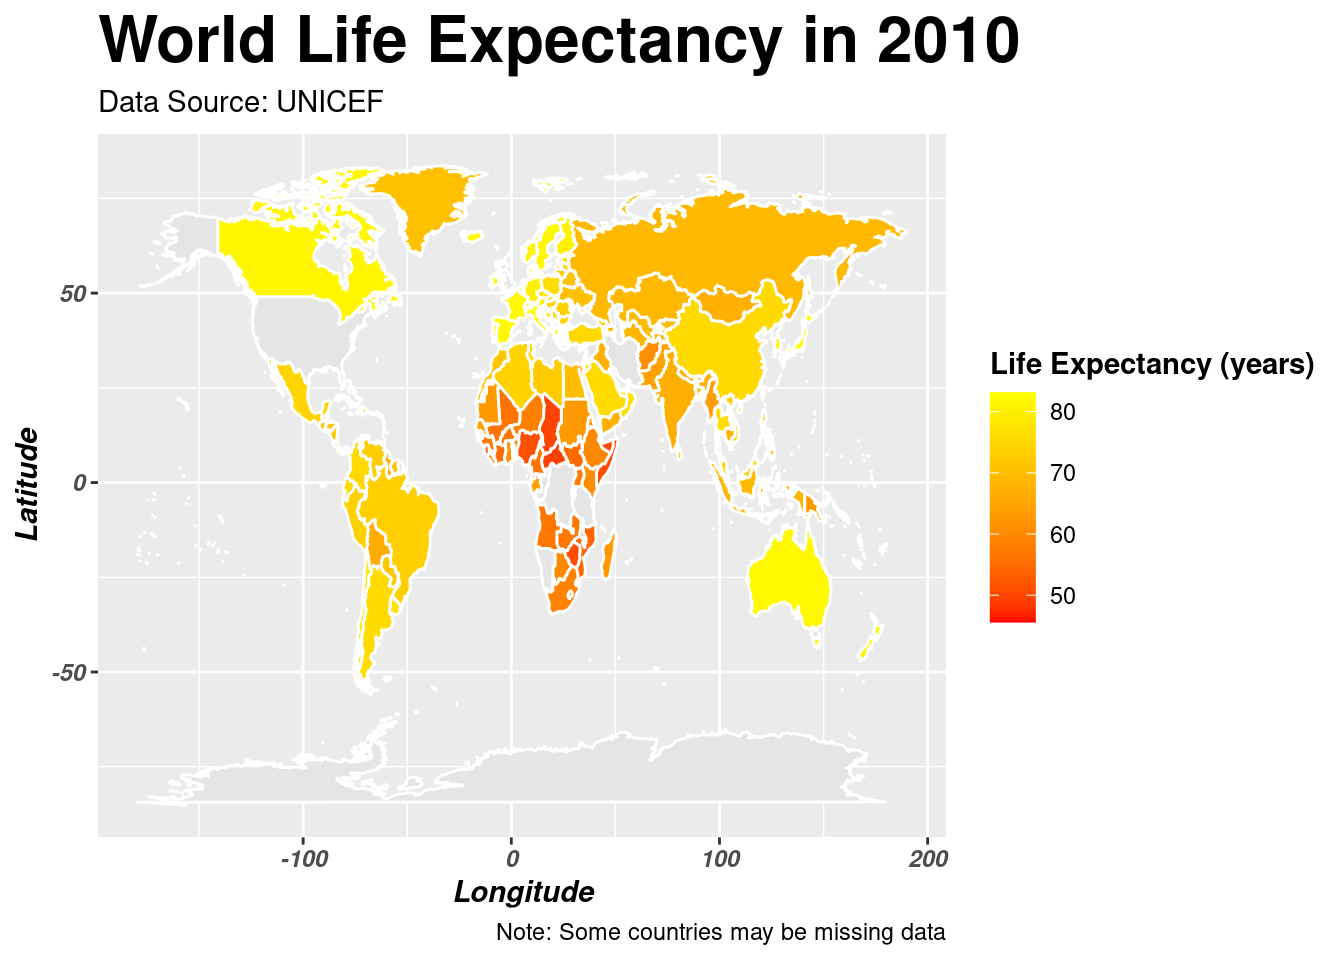 World Life Expectancy in 2010
Data Source: UNICEF
Latitude
50
0
-50
-100
0
100
200
Longitude
Life Expectancy (years)
80
70
60
50
Note: Some countries may be missing data